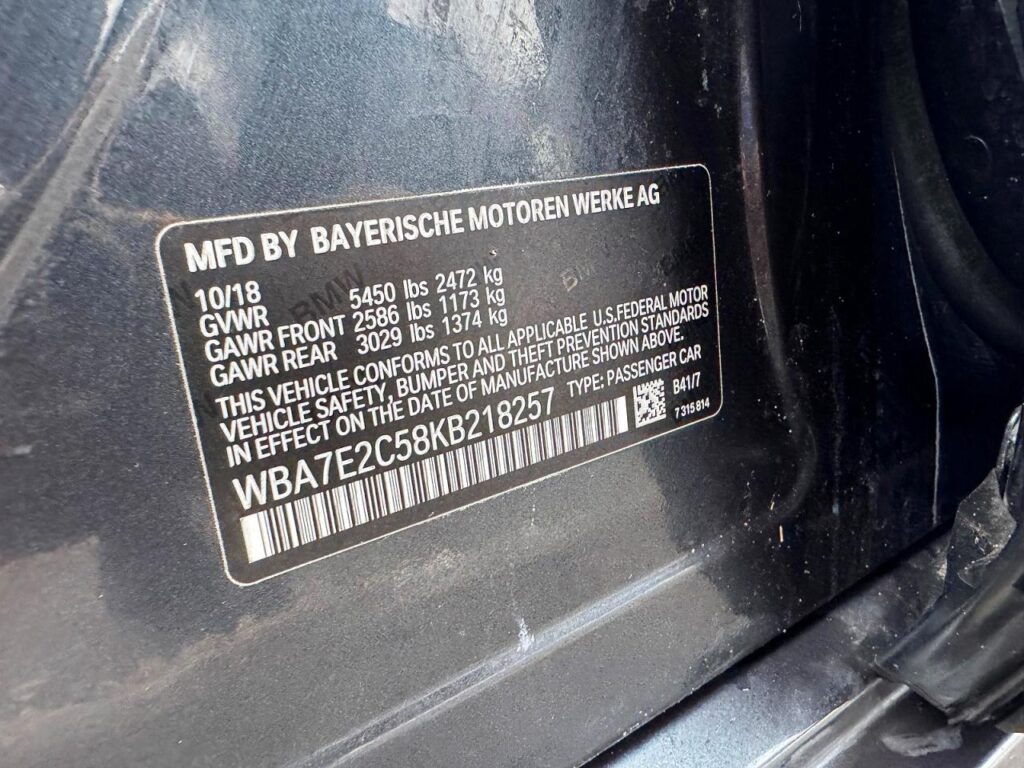 MFD BY BAYERISCHE MOTOREN WERKE AG
10/18
GVWR 5450 lbs 2472 kg
GAWR FRONT 2586 lbs 1173 kg
GAWR REAR 3029 lbs 1374 kg
THIS VEHICLE CONFORMS TO ALL APPLICABLE U.S.FEDERAL MOTOR
VEHICLE SAFETY, BUMPER AND THEFT PREVENTION STANDARDS
IN EFFECT ON THE DATE OF MANUFACTURE SHOWN ABOVE.
WBA7E2C58KB218257 TYPE: PASSENGER CAR
B41/7
7 315 814
BMW